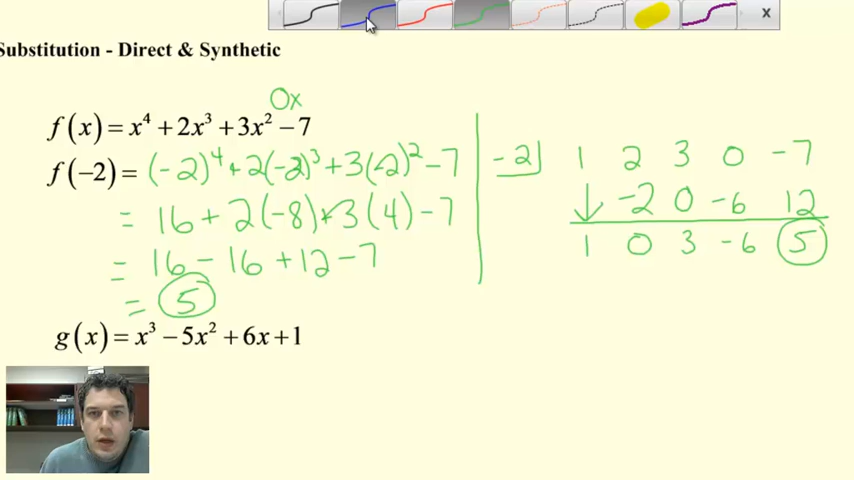 x
Substitution - Direct & Synthetic
0x
f(x) = x⁴ + 2x³ + 3x² − 7
f(−2) = (−2)⁴ + 2(−2)³ + 3(−2)² − 7
= 16 + 2(−8) + 3(4) − 7
= 16 − 16 + 12 − 7
= 5
−2 1 2 3 0 −7
↓ −2 0 −6 12
1 0 3 −6 5
g(x) = x³ − 5x² + 6x + 1